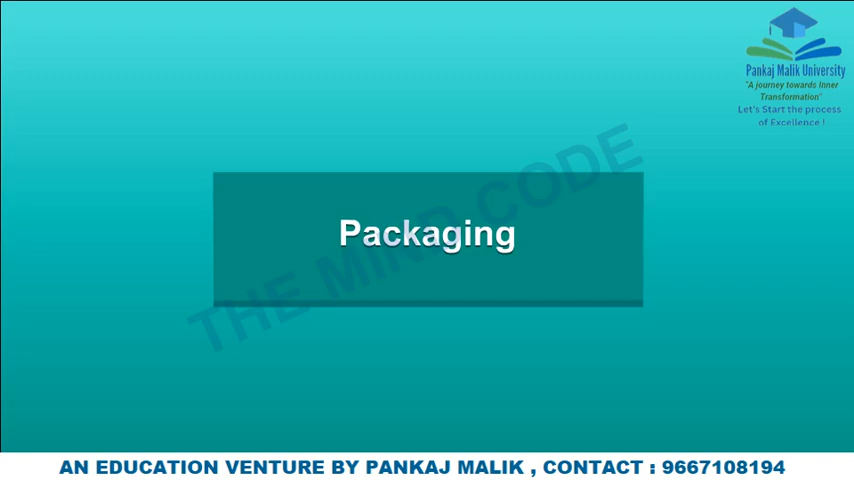 Pankaj Malik University
"A journey towards Inner
Transformation"
Let's Start the process
of Excellence !
Packaging
THE MIND CODE
AN EDUCATION VENTURE BY PANKAJ MALIK , CONTACT : 9667108194